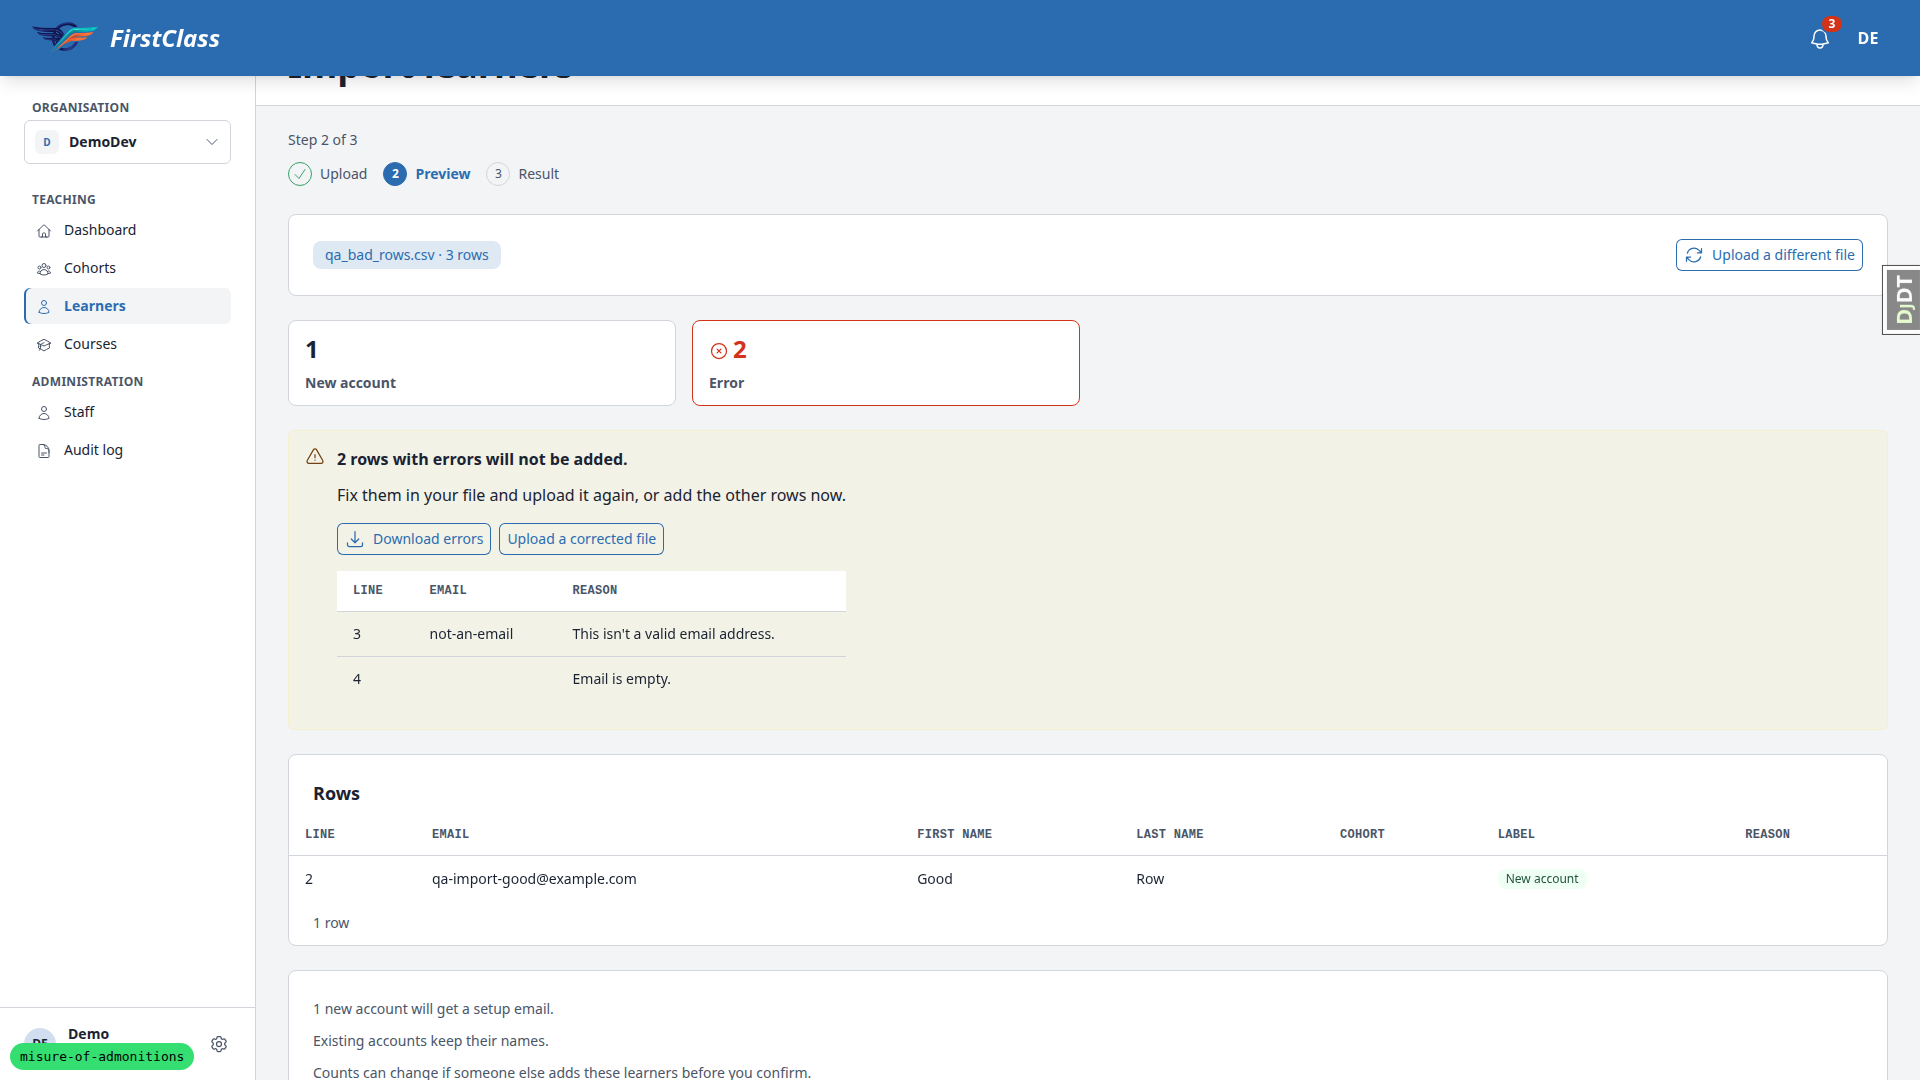 FirstClass
3
DE
Import learners
ORGANISATION
D DemoDev
TEACHING
Dashboard
Cohorts
Learners
Courses
ADMINISTRATION
Staff
Audit log
Step 2 of 3
Upload 2 Preview 3 Result
qa_bad_rows.csv · 3 rows
Upload a different file
DJDT
1
New account
2
Error
2 rows with errors will not be added.
Fix them in your file and upload it again, or add the other rows now.
Download errors Upload a corrected file
LINE EMAIL REASON
3 not-an-email This isn't a valid email address.
4 Email is empty.
Rows
LINE EMAIL FIRST NAME LAST NAME COHORT LABEL REASON
2 qa-import-good@example.com Good Row New account
1 row
1 new account will get a setup email.
Existing accounts keep their names.
Counts can change if someone else adds these learners before you confirm.
Demo
misure-of-admonitions